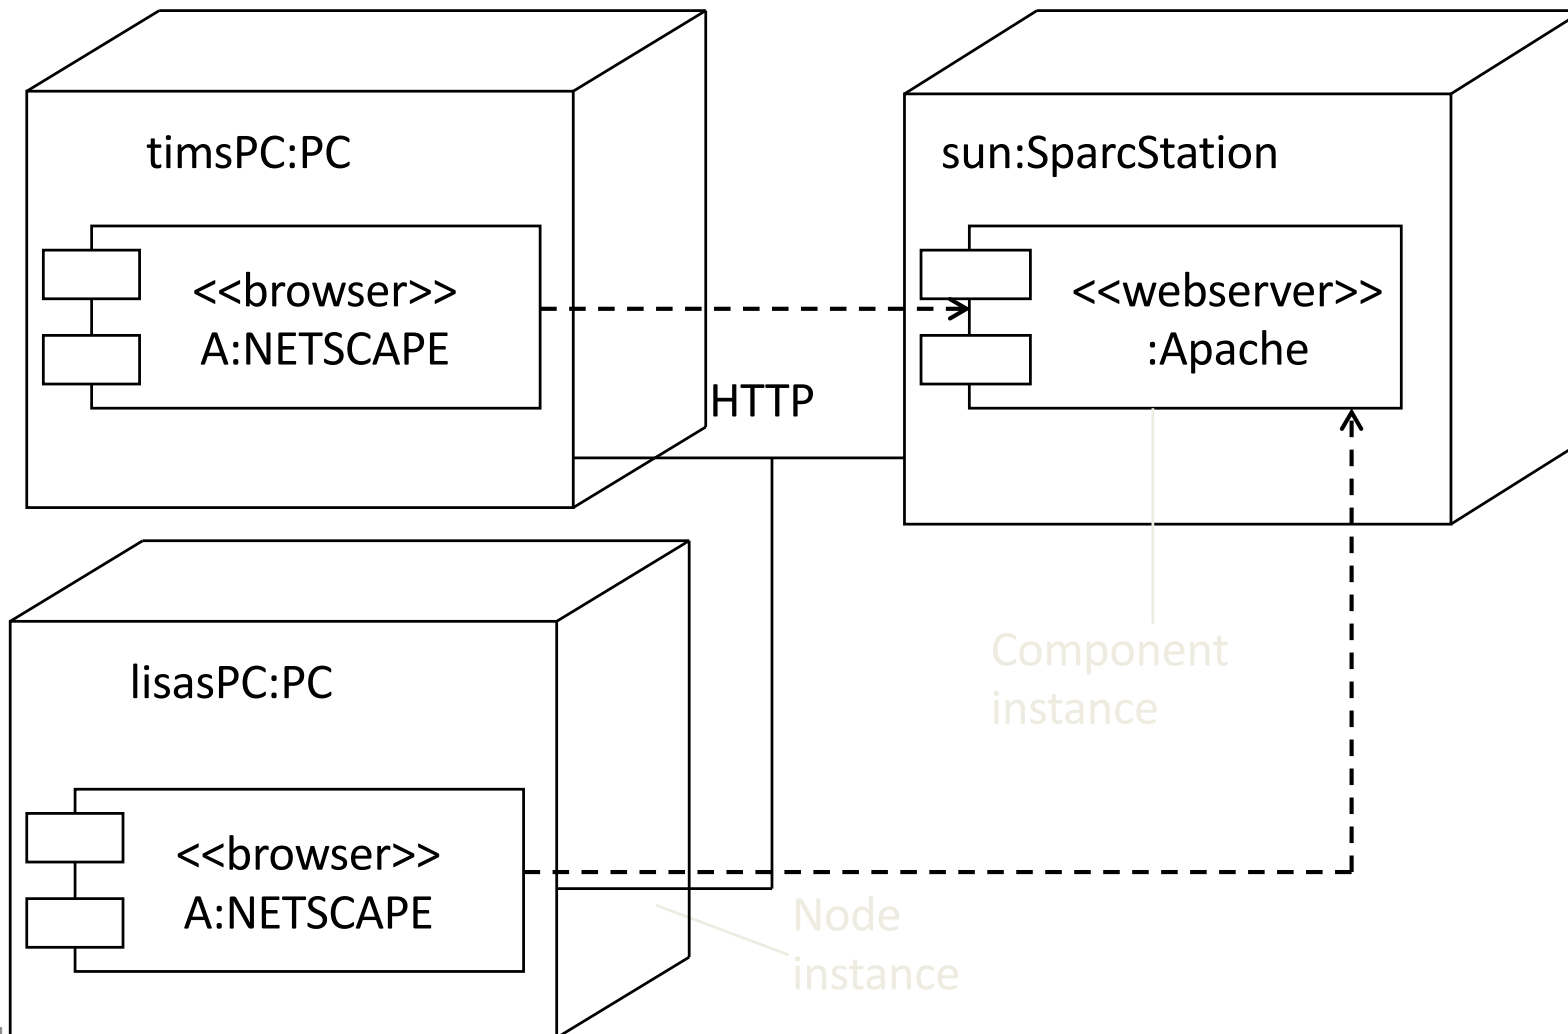 timsPC:PC
<<browser>>
A:NETSCAPE
HTTP
sun:SparcStation
<<webserver>>
:Apache
Component
instance
lisasPC:PC
<<browser>>
A:NETSCAPE
Node
instance